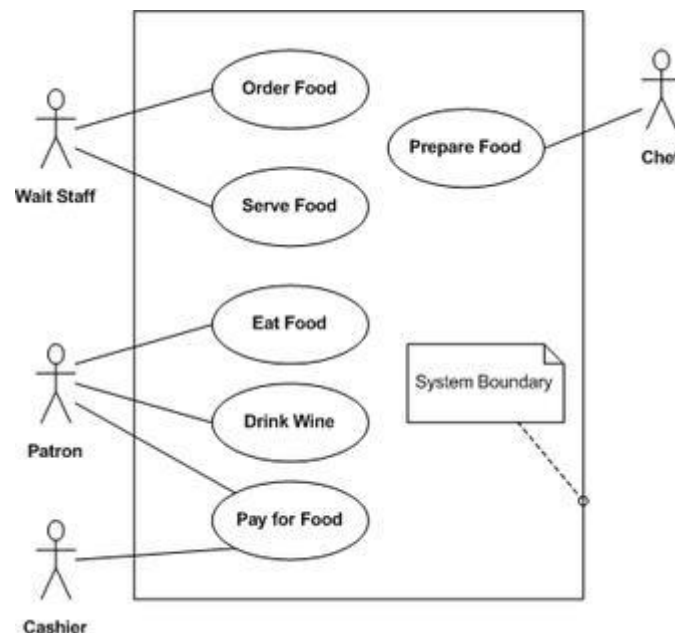 Order Food
Prepare Food
Chef
Wait Staff
Serve Food
Eat Food
System Boundary
Drink Wine
Patron
Pay for Food
Cashier